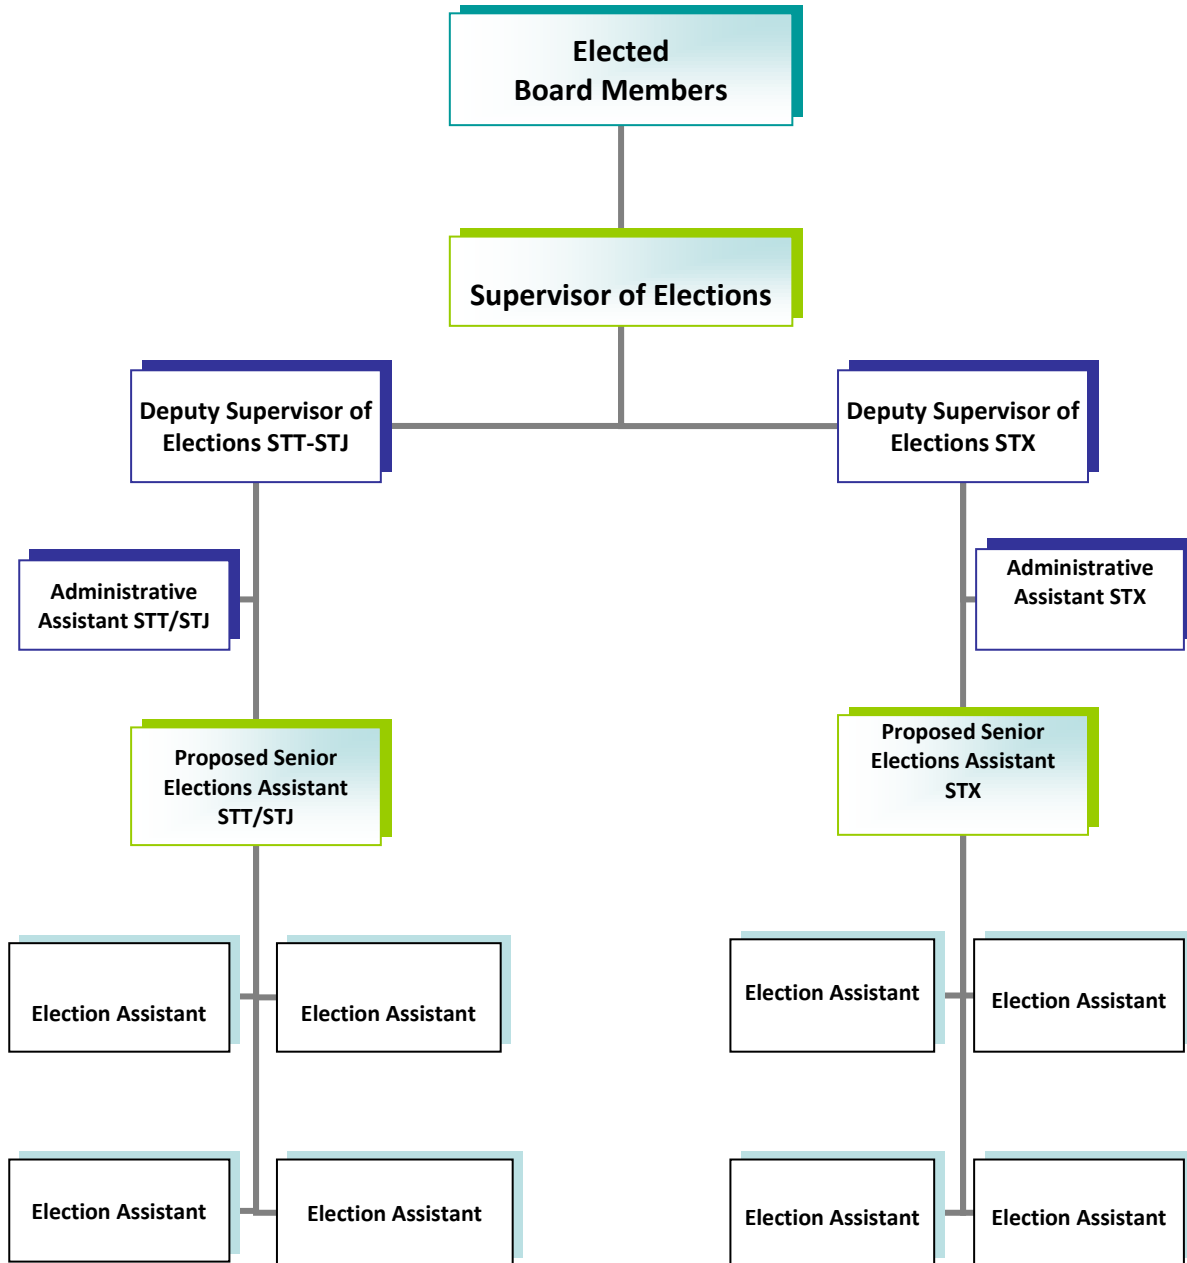 Elected
Board Members
Supervisor of Elections
Deputy Supervisor of
Elections STT-STJ
Deputy Supervisor of
Elections STX
Administrative
Assistant STT/STJ
Administrative
Assistant STX
Proposed Senior
Elections Assistant
STT/STJ
Proposed Senior
Elections Assistant
STX
Election Assistant
Election Assistant
Election Assistant
Election Assistant
Election Assistant
Election Assistant
Election Assistant
Election Assistant